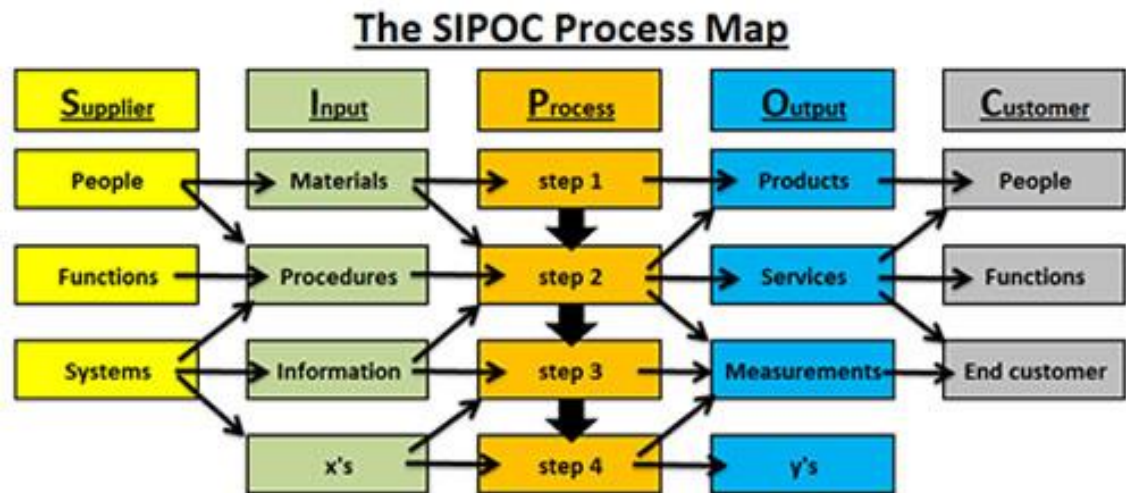 The SIPOC Process Map
Supplier Input Process Output Customer
People Materials step 1 Products People
Functions Procedures step 2 Services Functions
Systems Information step 3 Measurements End customer
x's step 4 y's